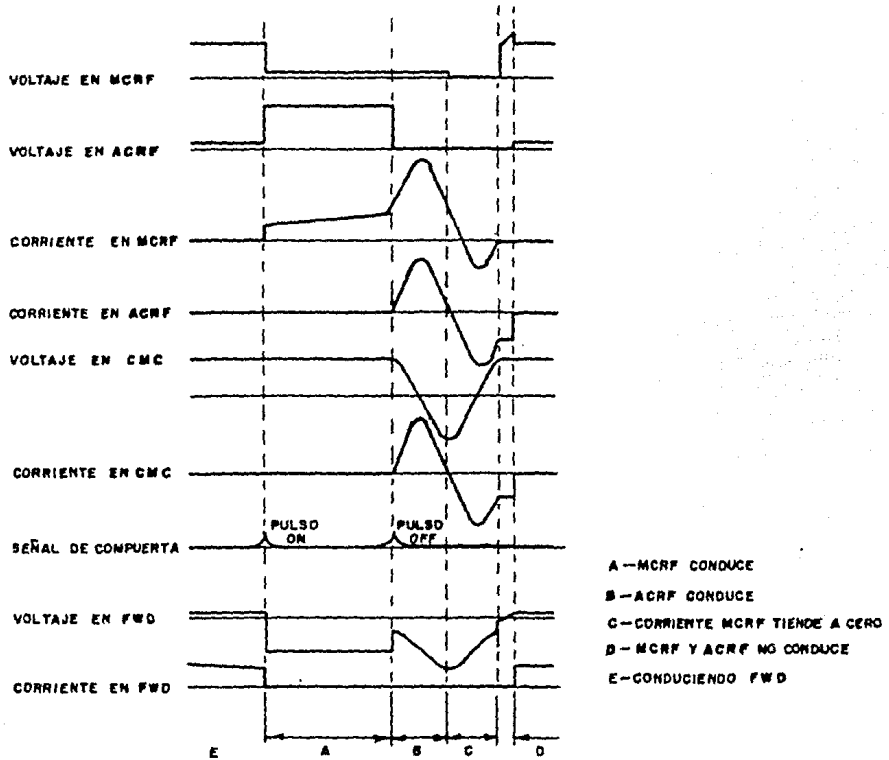 VOLTAJE EN MCRF
VOLTAJE EN ACRF
CORRIENTE EN MCRF
CORRIENTE EN ACRF
VOLTAJE EN CMC
CORRIENTE EN CMC
PULSO
ON
PULSO
OFF
SEÑAL DE COMPUERTA
VOLTAJE EN FWD
CORRIENTE EN FWD
E
A
B
C
D
A—MCRF CONDUCE
B—ACRF CONDUCE
C—CORRIENTE MCRF TIENDE A CERO
D—MCRF Y ACRF NO CONDUCE
E—CONDUCIENDO FWD